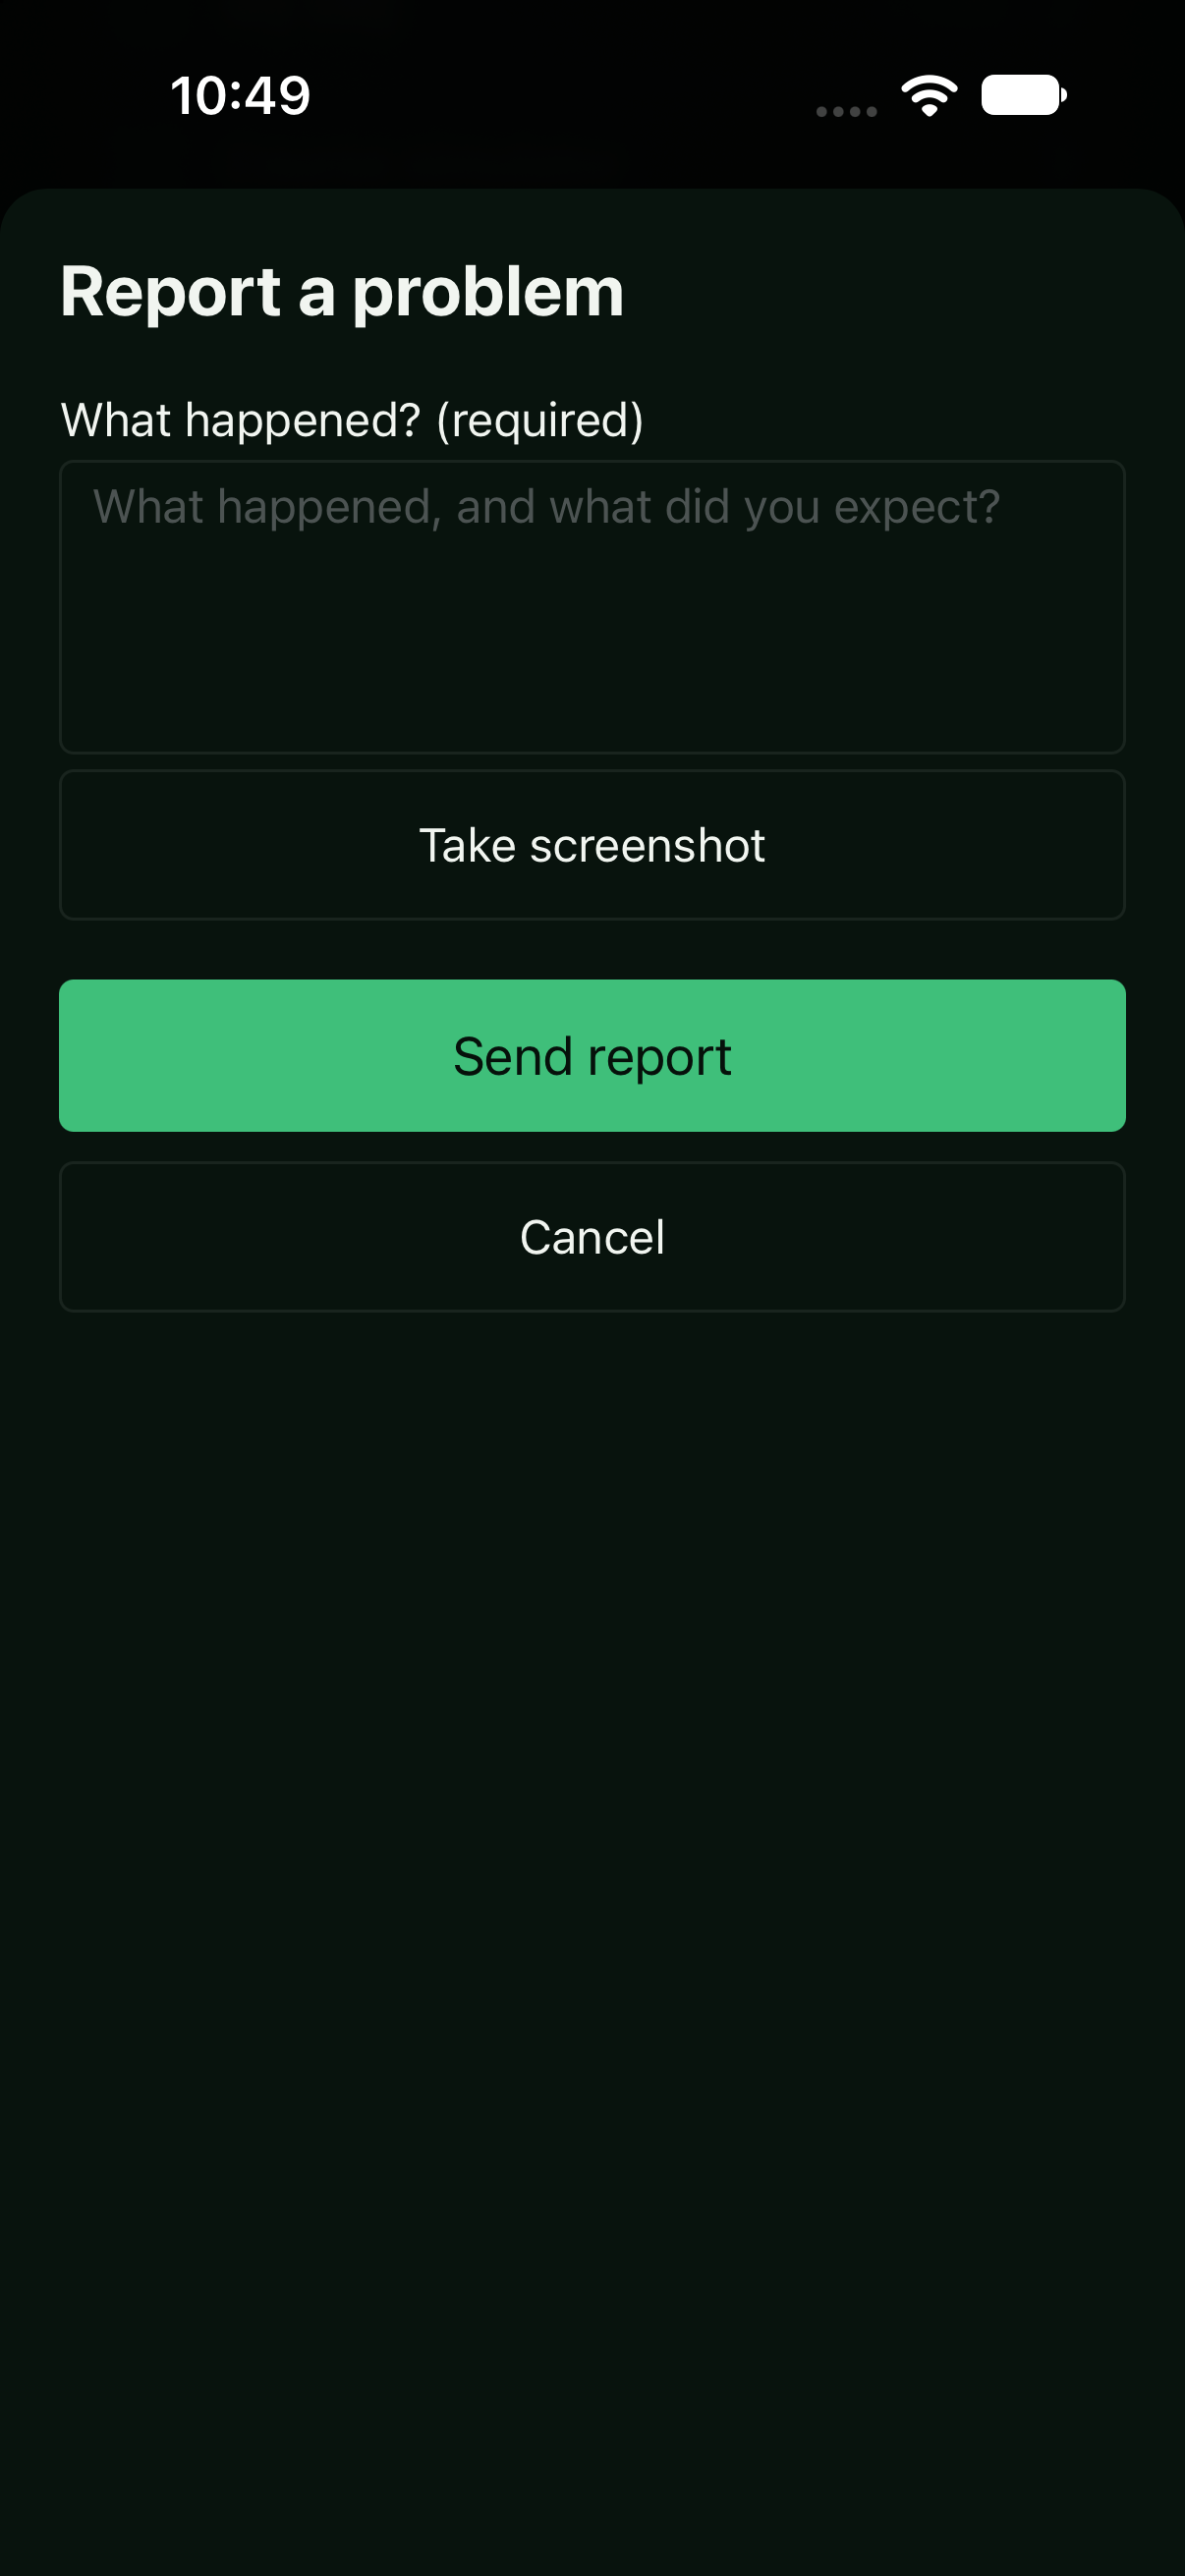 10:49
Report a problem
What happened? (required)
What happened, and what did you expect?
Take screenshot
Send report
Cancel